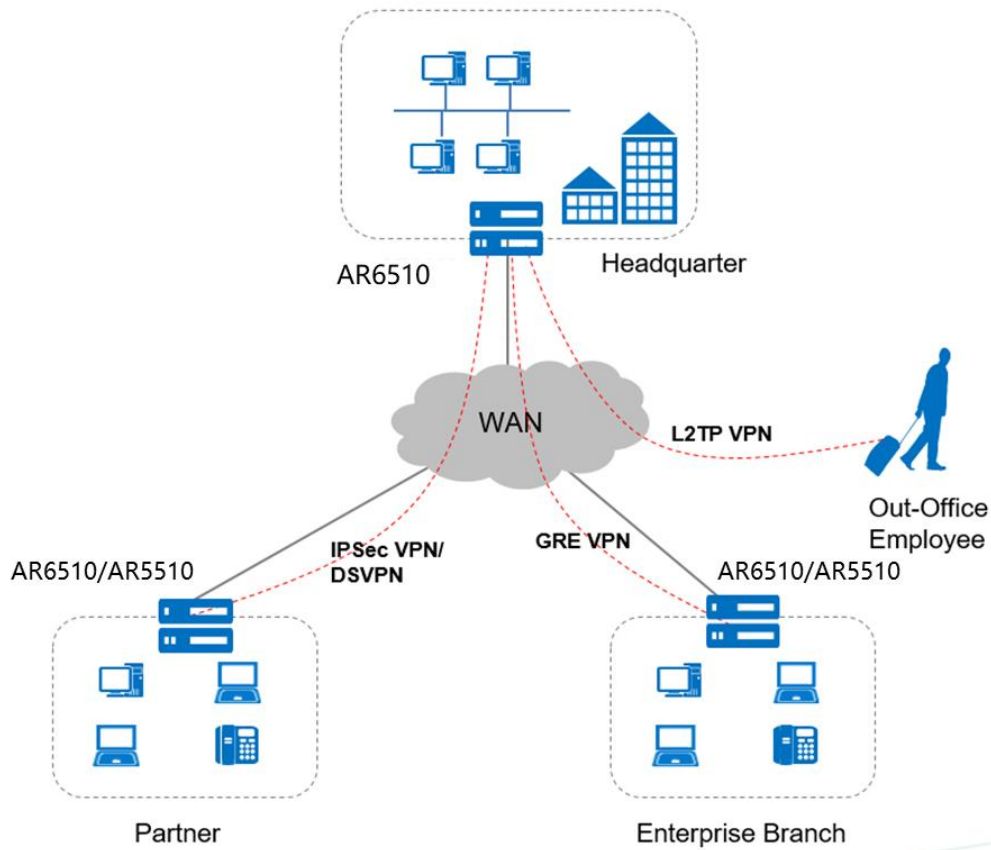 AR6510
Headquarter
WAN
L2TP VPN
Out-Office
Employee
IPSec VPN/
DSVPN
GRE VPN
AR6510/AR5510
AR6510/AR5510
Partner
Enterprise Branch